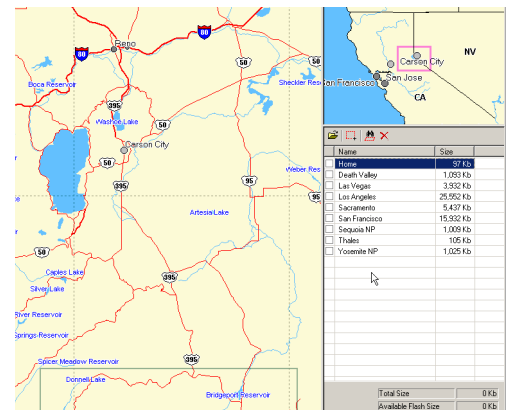 Reno
80
80
Boca Reservoir
50
50
Sheckler Res
395
Washoe Lake
50
Carson City
50
Weber Res
395
95
95
ArtesiaLake
50
Caples Lake
395
Silver Lake
River Reservoir
Springs Reservoir
Spicer Meadow Reservoir
395
Donnell Lake
Bridgeport Reservoir
NV
Carson City
San Francisco
San Jose
CA
Name Size
Home 97 Kb
Death Valley 1,093 Kb
Las Vegas 3,932 Kb
Los Angeles 25,552 Kb
Sacramento 5,437 Kb
San Francisco 15,932 Kb
Sequoia NP 1,009 Kb
Thales 105 Kb
Yosemite NP 1,025 Kb
Total Size 0 Kb
Available Flash Size 0 Kb